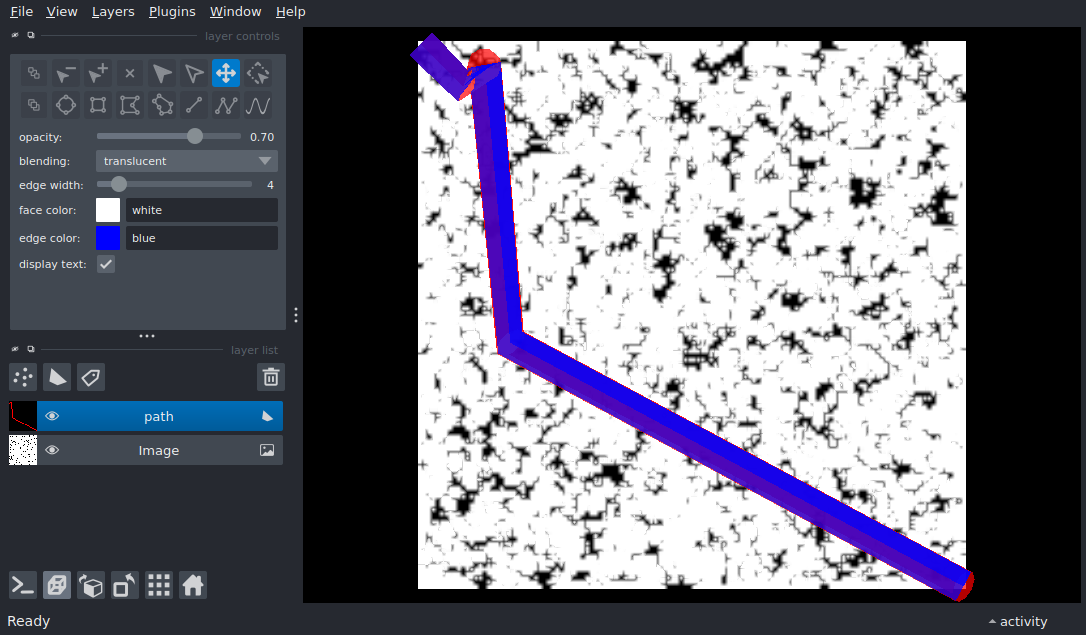 File View Layers Plugins Window Help
layer controls
opacity: 0.70
blending: translucent
edge width: 4
face color: white
edge color: blue
display text:
layer list
path
Image
Ready activity